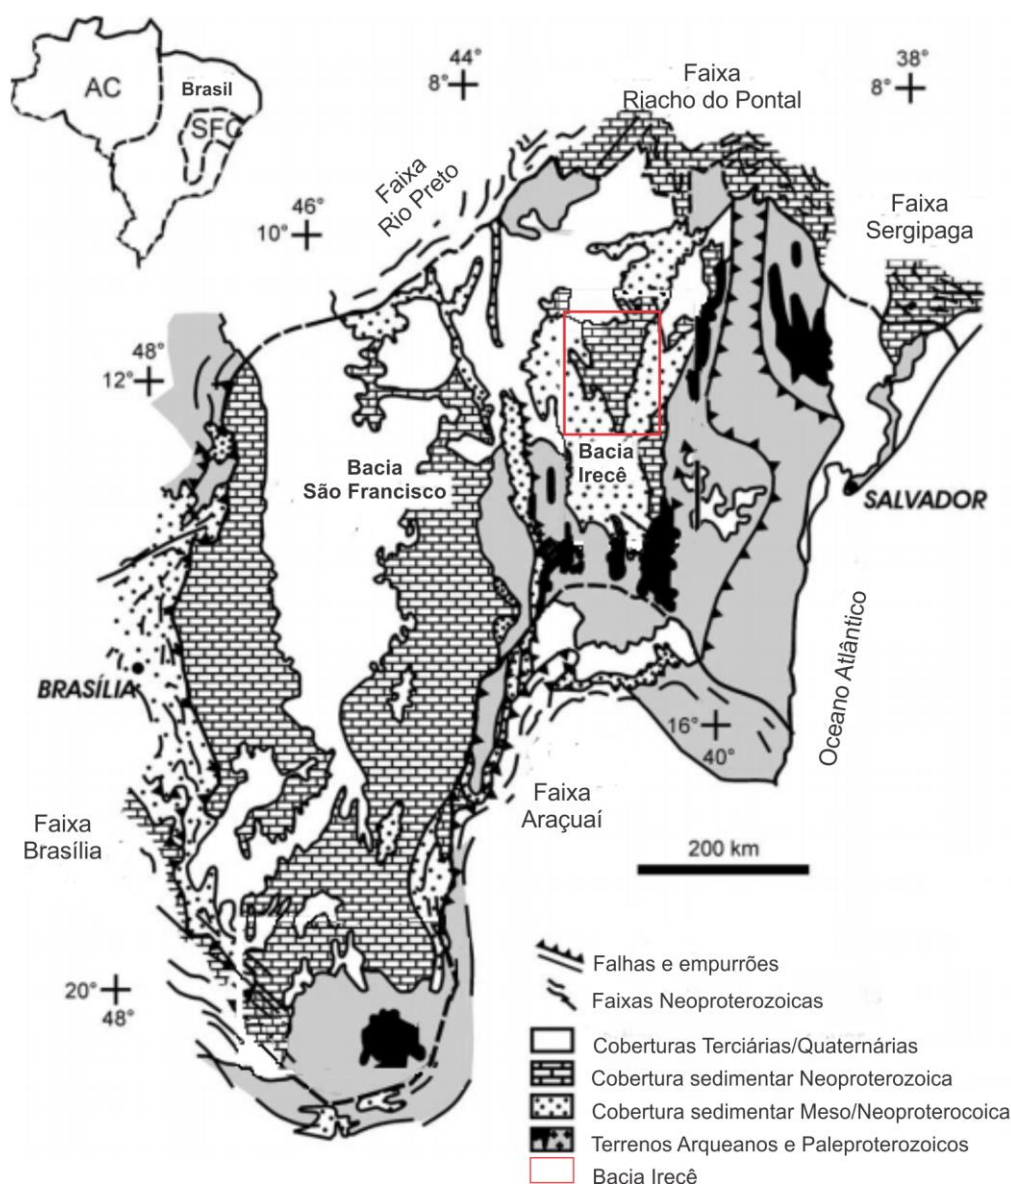 44°
8°
38°
8°
Faixa
Riacho do Pontal
AC
Brasil
SFC
Faixa
Rio Preto
46°
10°
Faixa
Sergipaga
48°
12°
Bacia
São Francisco
Bacia
Irecê
SALVADOR
Oceano Atlântico
BRASÍLIA
16°
40°
Faixa
Araçuaí
Faixa
Brasília
200 km
20°
48°
Falhas e empurrões
Faixas Neoproterozoicas
Coberturas Terciárias/Quaternárias
Cobertura sedimentar Neoproterozoica
Cobertura sedimentar Meso/Neoproterocoica
Terrenos Arqueanos e Paleproterozoicos
Bacia Irecê